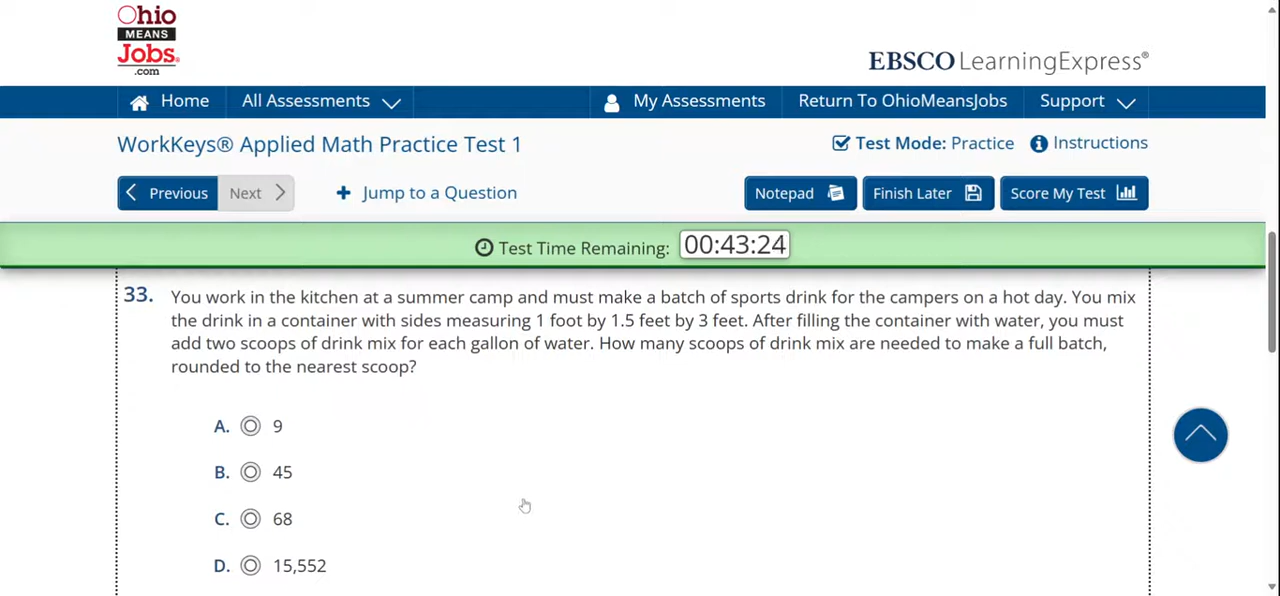 Ohio
MEANS
Jobs.
.com
EBSCO LearningExpress®
Home
All Assessments
My Assessments
Return To OhioMeansJobs
Support
WorkKeys® Applied Math Practice Test 1
Test Mode: Practice
Instructions
Previous
Next
+ Jump to a Question
Notepad
Finish Later
Score My Test
Test Time Remaining: 00:43:24
33. You work in the kitchen at a summer camp and must make a batch of sports drink for the campers on a hot day. You mix
the drink in a container with sides measuring 1 foot by 1.5 feet by 3 feet. After filling the container with water, you must
add two scoops of drink mix for each gallon of water. How many scoops of drink mix are needed to make a full batch,
rounded to the nearest scoop?
A. 9
B. 45
C. 68
D. 15,552